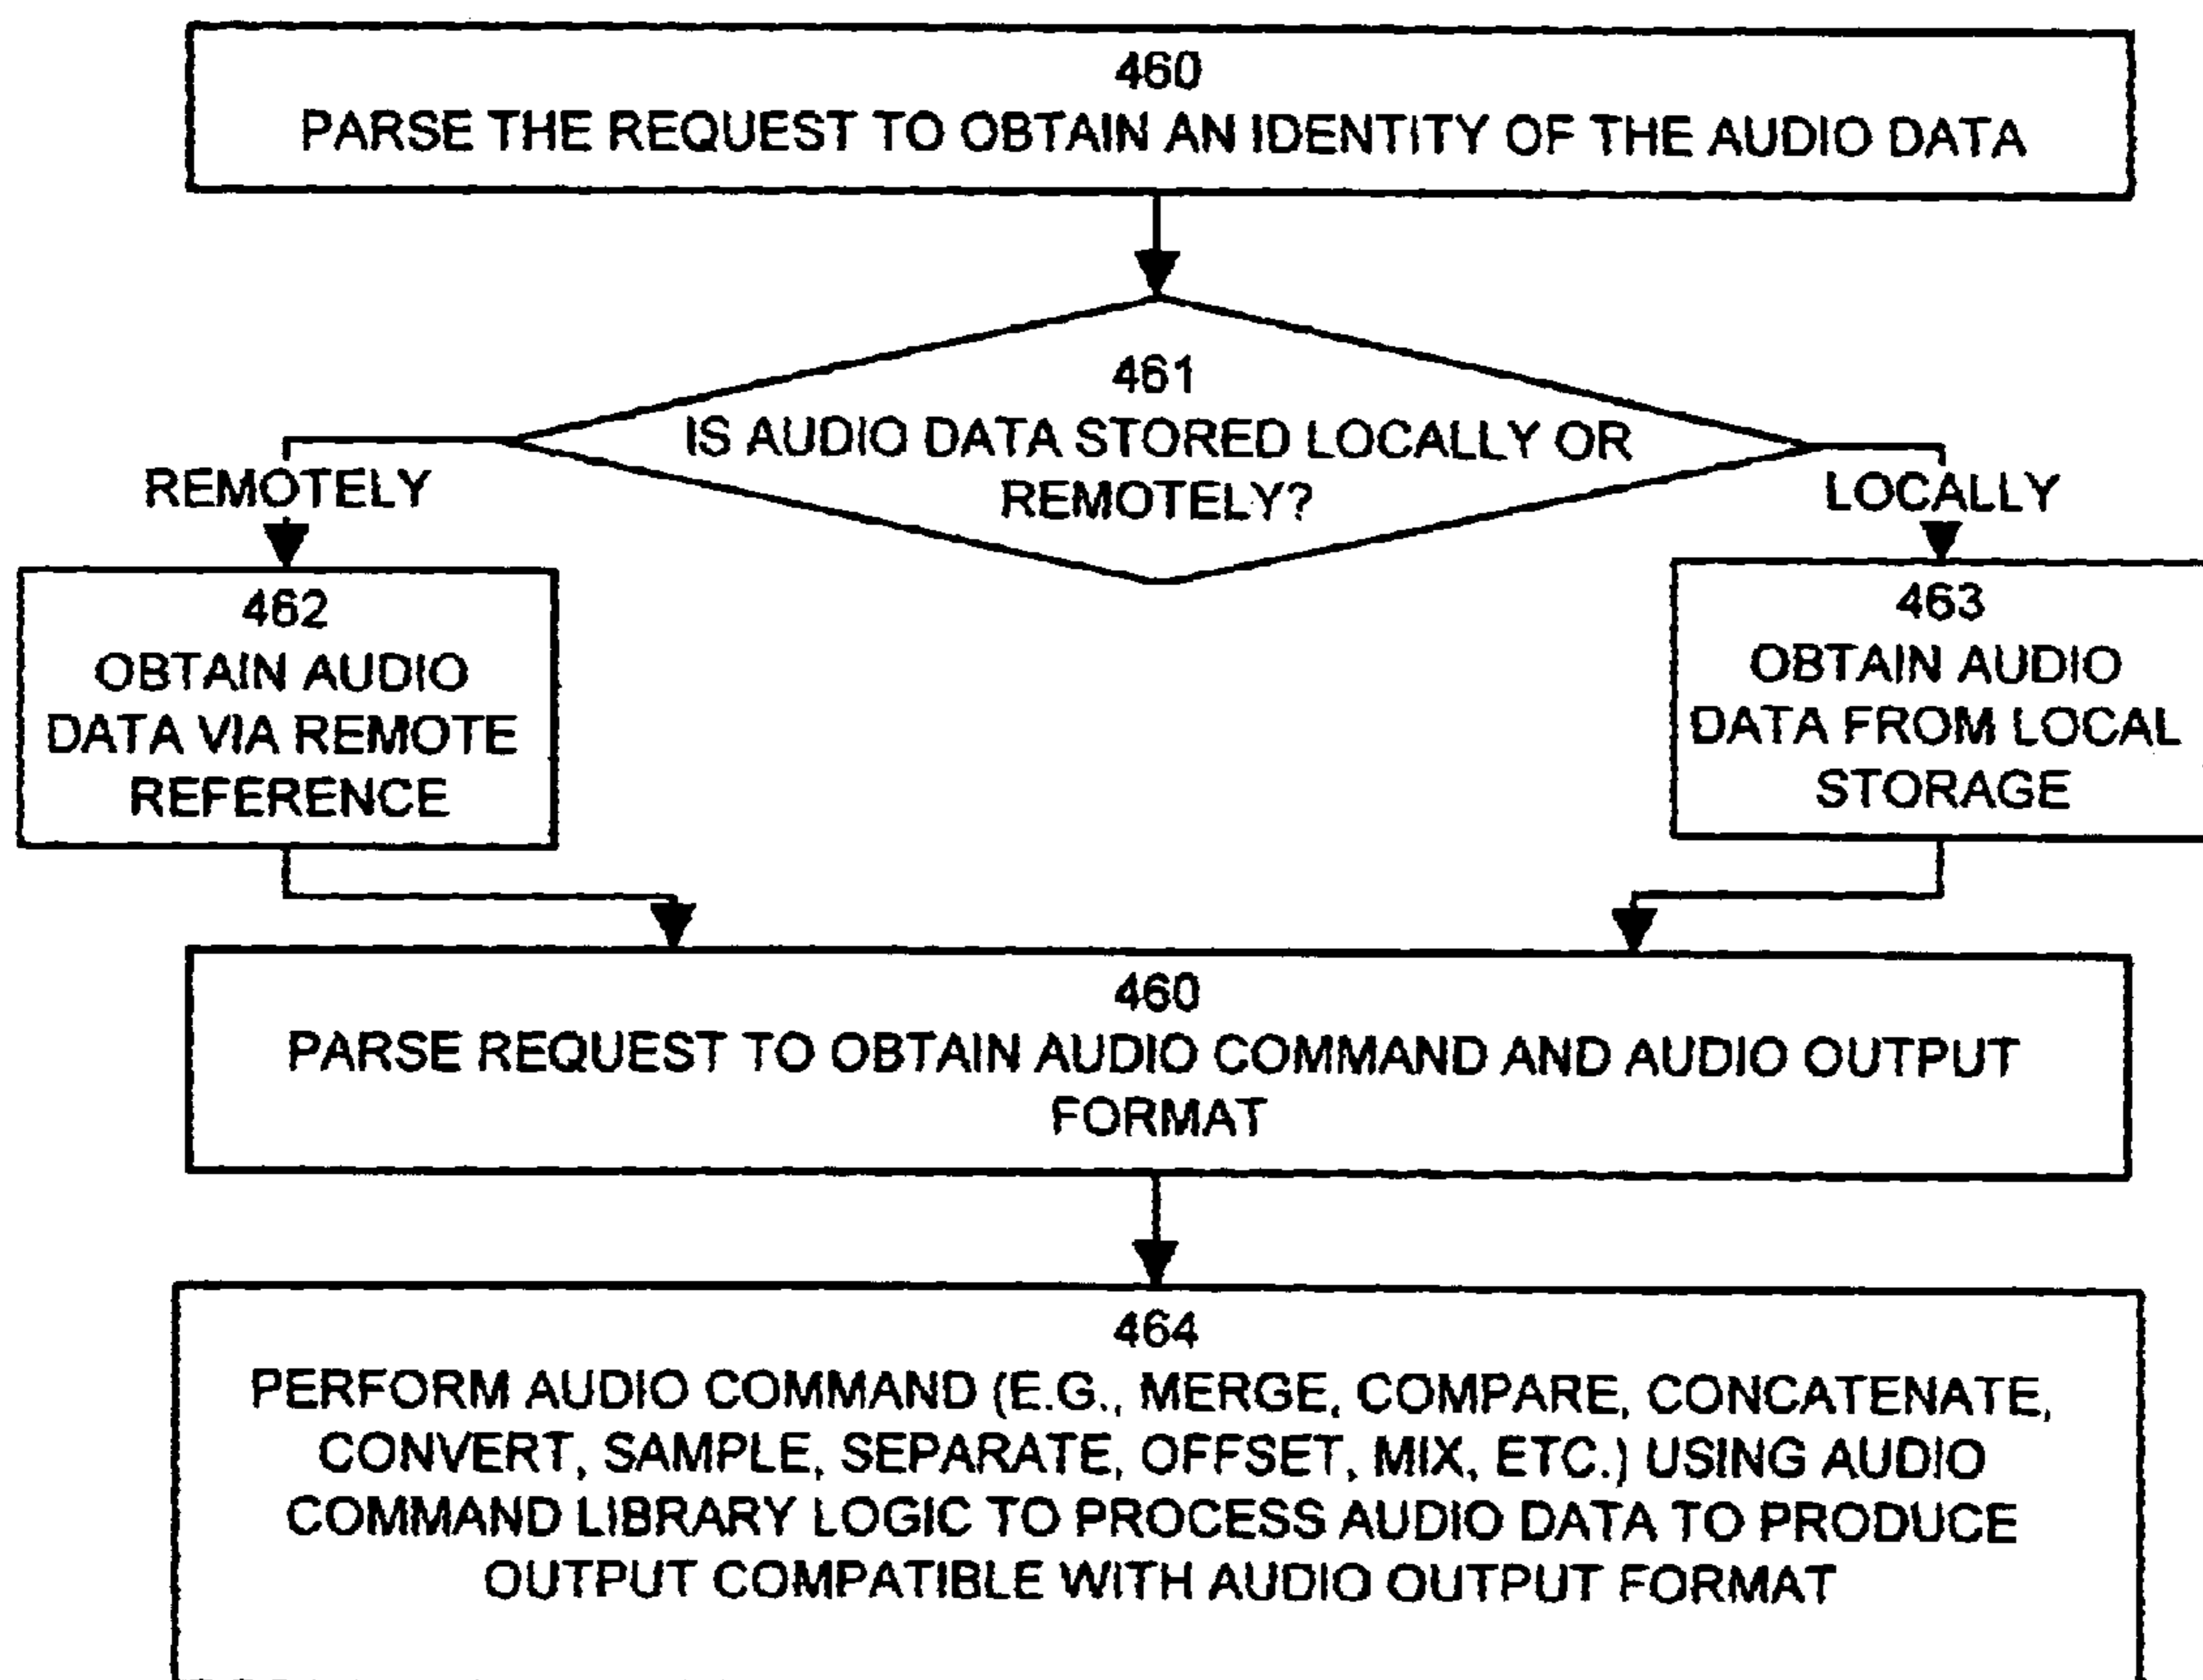 460
PARSE THE REQUEST TO OBTAIN AN IDENTITY OF THE AUDIO DATA
461
IS AUDIO DATA STORED LOCALLY OR
REMOTELY?
REMOTELY
LOCALLY
462
OBTAIN AUDIO
DATA VIA REMOTE
REFERENCE
463
OBTAIN AUDIO
DATA FROM LOCAL
STORAGE
460
PARSE REQUEST TO OBTAIN AUDIO COMMAND AND AUDIO OUTPUT
FORMAT
464
PERFORM AUDIO COMMAND (E.G., MERGE, COMPARE, CONCATENATE,
CONVERT, SAMPLE, SEPARATE, OFFSET, MIX, ETC.) USING AUDIO
COMMAND LIBRARY LOGIC TO PROCESS AUDIO DATA TO PRODUCE
OUTPUT COMPATIBLE WITH AUDIO OUTPUT FORMAT